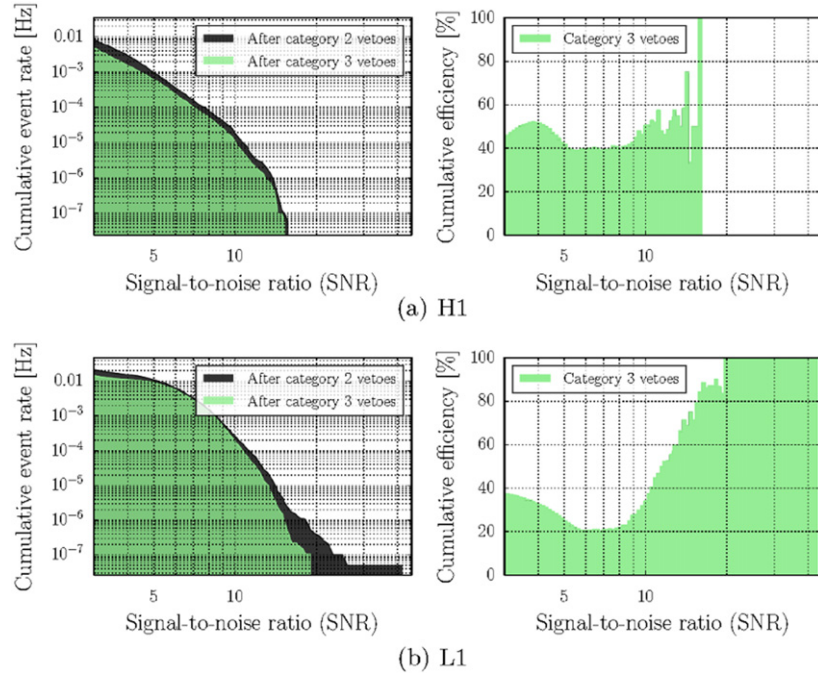 Cumulative event rate [Hz]
0.01
10⁻³
10⁻⁴
10⁻⁵
10⁻⁶
10⁻⁷
After category 2 vetoes
After category 3 vetoes
5
10
Signal-to-noise ratio (SNR)
Cumulative efficiency [%]
100
80
60
40
20
0
Category 3 vetoes
5
10
Signal-to-noise ratio (SNR)
(a) H1
Cumulative event rate [Hz]
0.01
10⁻³
10⁻⁴
10⁻⁵
10⁻⁶
10⁻⁷
After category 2 vetoes
After category 3 vetoes
5
10
Signal-to-noise ratio (SNR)
Cumulative efficiency [%]
100
80
60
40
20
0
Category 3 vetoes
5
10
Signal-to-noise ratio (SNR)
(b) L1